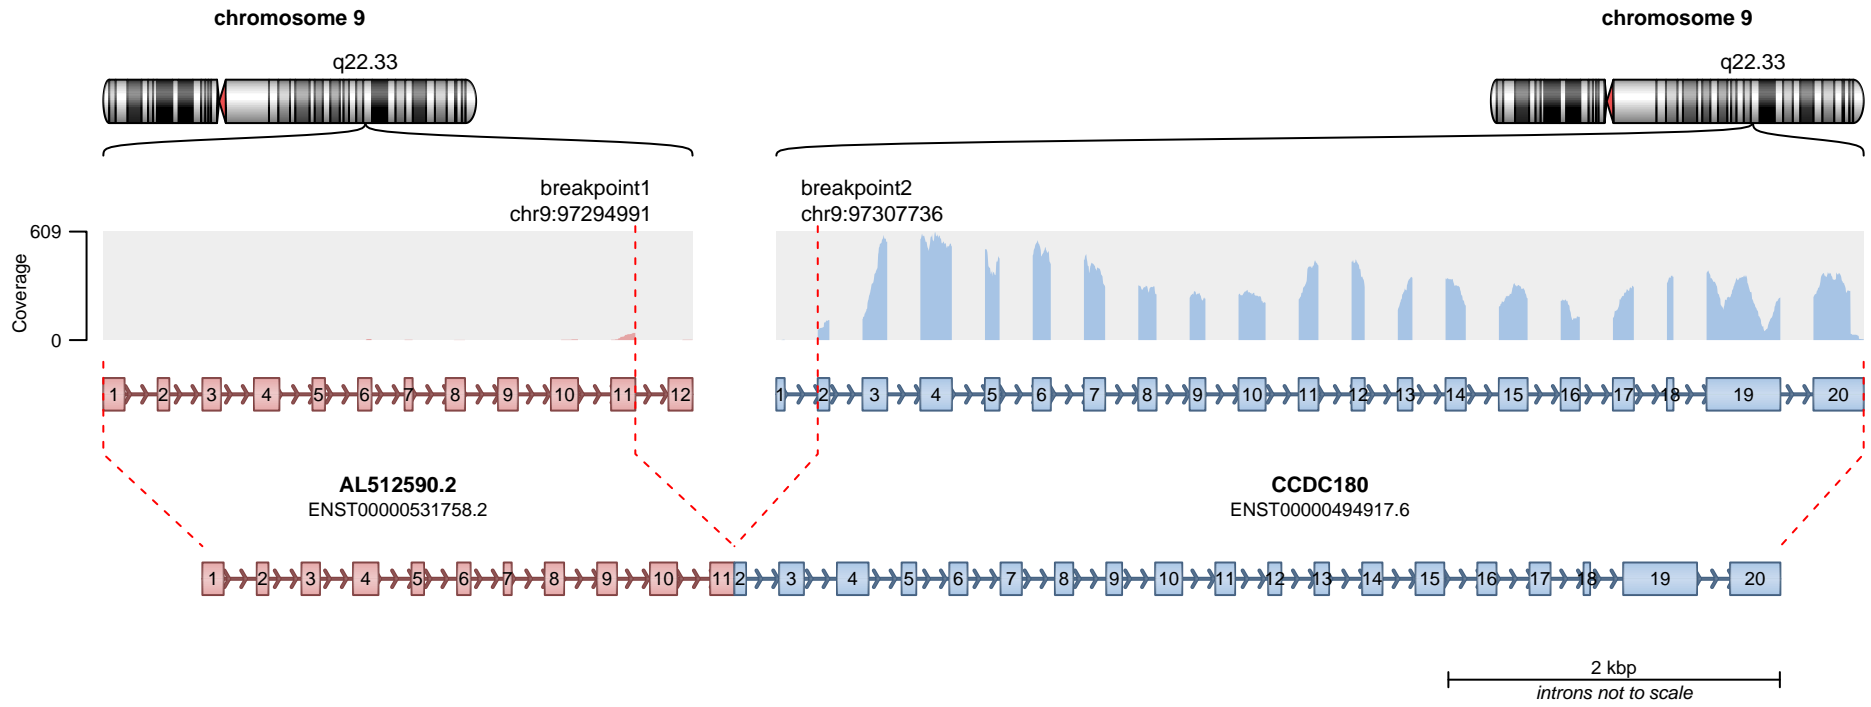 chromosome 9
chromosome 9
q22.33
q22.33
breakpoint1
chr9:97294991
breakpoint2
chr9:97307736
609
0
Coverage
1 2 3 4 5 6 7 8 9 10 11 12
1 2 3 4 5 6 7 8 9 10 11 12 13 14 15 16 17 18 19 20
AL512590.2
ENST00000531758.2
CCDC180
ENST00000494917.6
1 2 3 4 5 6 7 8 9 10 11 2 3 4 5 6 7 8 9 10 11 12 13 14 15 16 17 18 19 20
2 kbp
introns not to scale